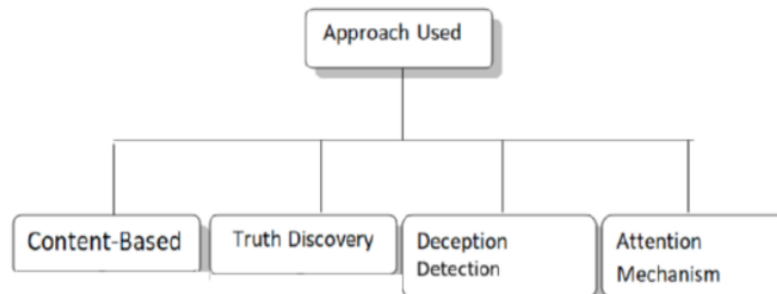 Approach Used
Content-Based
Truth Discovery
Deception
Detection
Attention
Mechanism